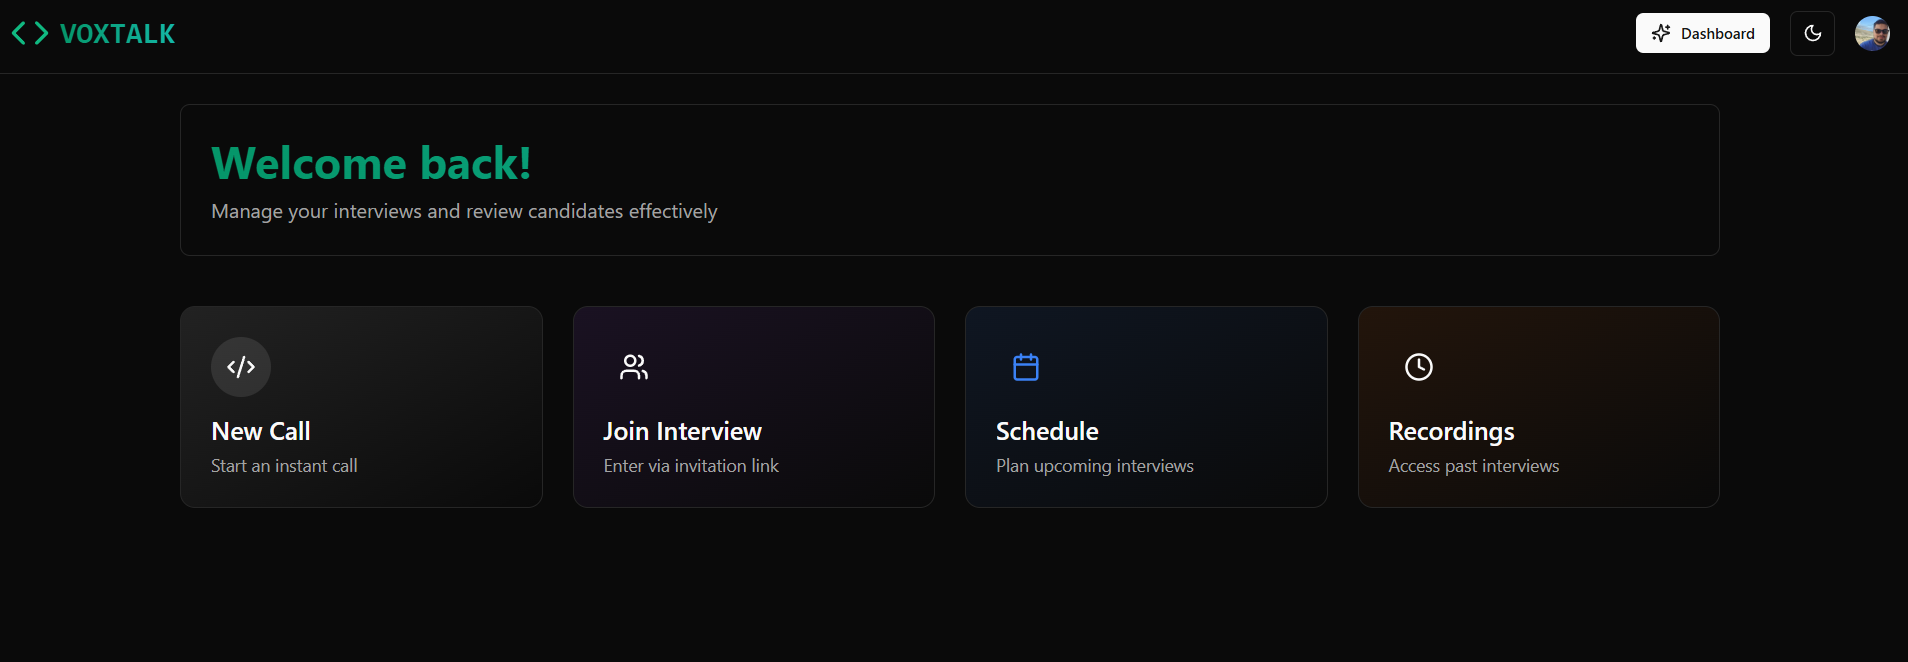 VOXTALK
Dashboard
Welcome back!
Manage your interviews and review candidates effectively
New Call
Start an instant call
Join Interview
Enter via invitation link
Schedule
Plan upcoming interviews
Recordings
Access past interviews